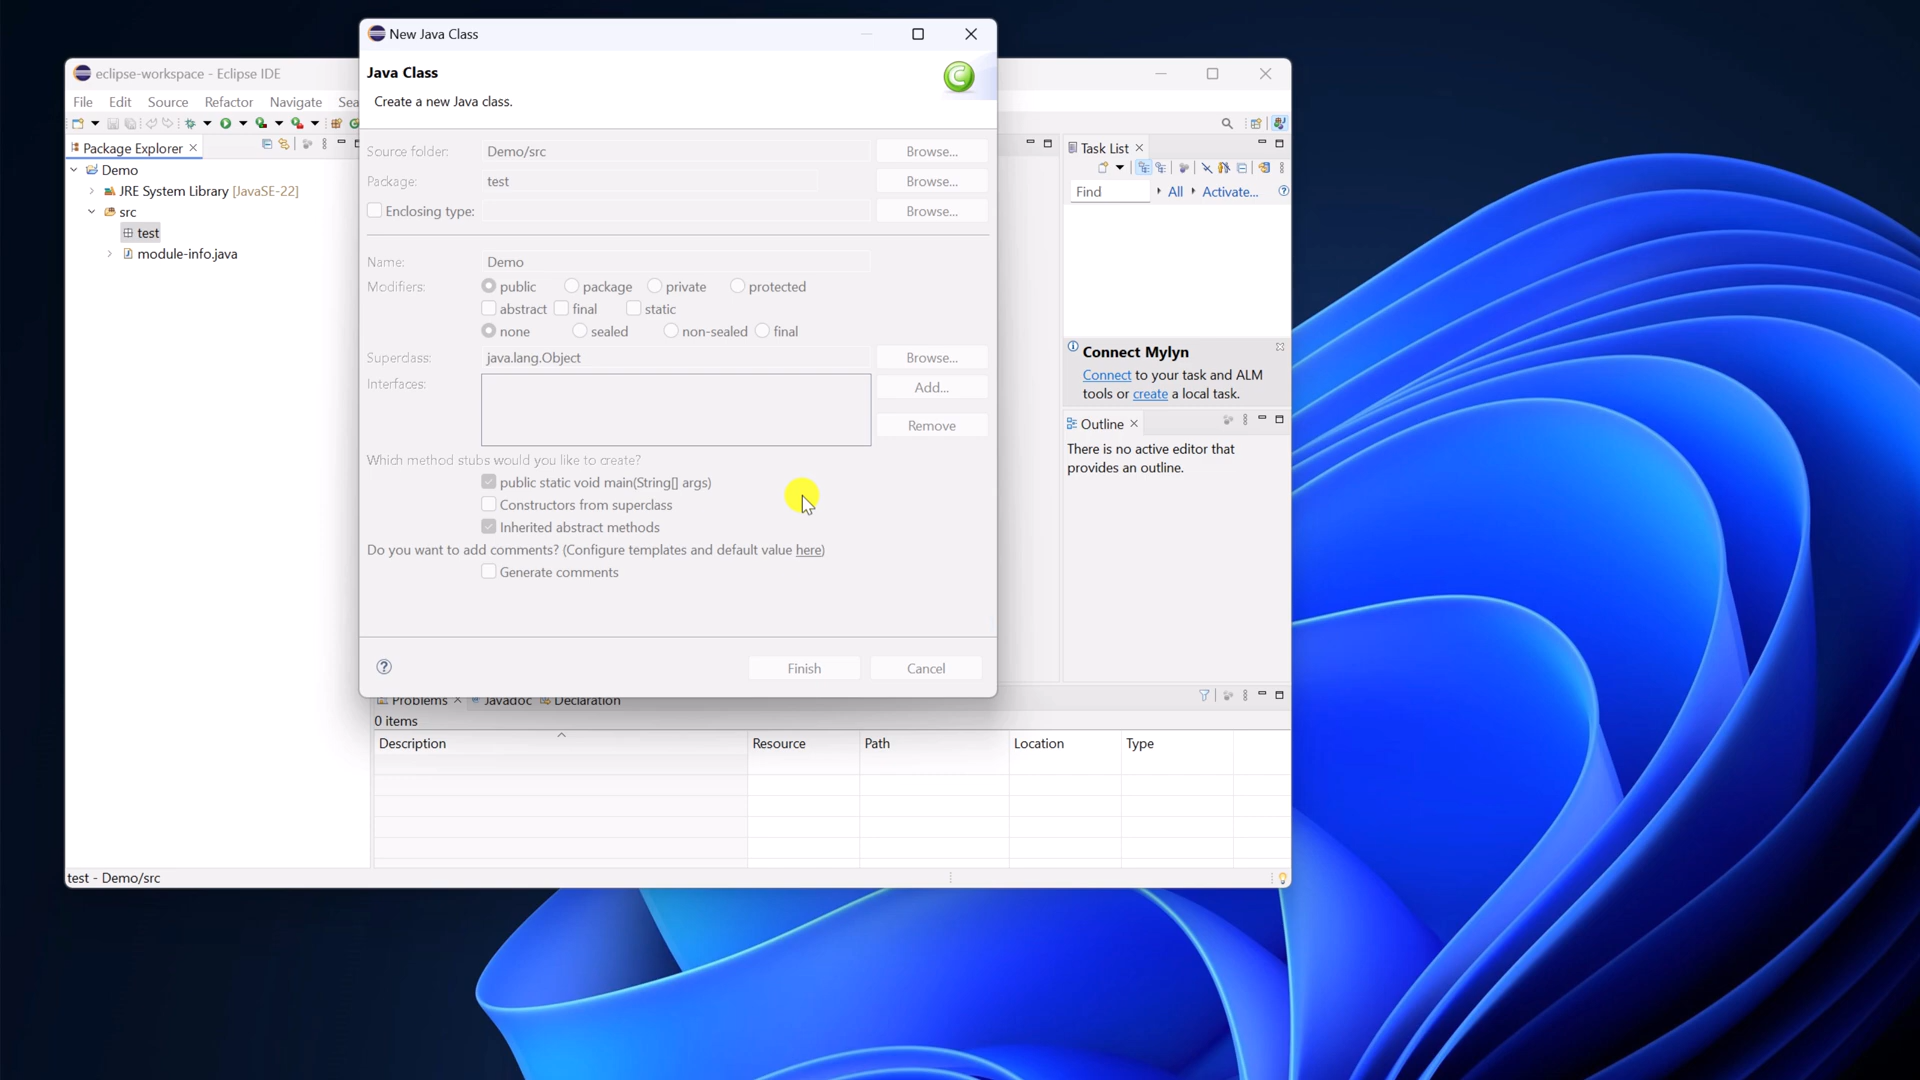 New Java Class
Java Class
Create a new Java class.
Source folder: Demo/src Browse...
Package: test Browse...
Enclosing type: Browse...
Name: Demo
Modifiers: public package private protected
abstract final static
none sealed non-sealed final
Superclass: java.lang.Object Browse...
Interfaces: Add...
Remove
Which method stubs would you like to create?
public static void main(String[] args)
Constructors from superclass
Inherited abstract methods
Do you want to add comments? (Configure templates and default value here)
Generate comments
Finish Cancel
eclipse-workspace - Eclipse IDE
File Edit Source Refactor Navigate Sea
Package Explorer
Demo
JRE System Library [JavaSE-22]
src
test
module-info.java
Task List
Find All Activate...
Connect Mylyn
Connect to your task and ALM
tools or create a local task.
Outline
There is no active editor that
provides an outline.
Problems Javadoc Declaration
0 items
Description Resource Path Location Type
test - Demo/src